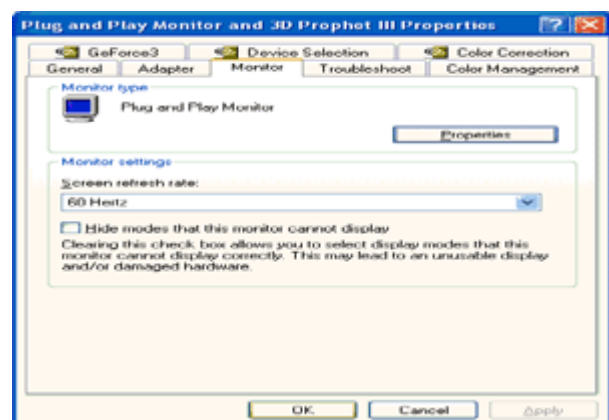 Plug and Play Monitor and 3D Prophet III Properties
GeForce3 Device Selection Color Correction
General Adapter Monitor Troubleshoot Color Management
Monitor type
Plug and Play Monitor
Properties
Monitor settings
Screen refresh rate:
60 Hertz
Hide modes that this monitor cannot display
Clearing this check box allows you to select display modes that this
monitor cannot display correctly. This may lead to an unusable display
and/or damaged hardware.
OK Cancel Apply